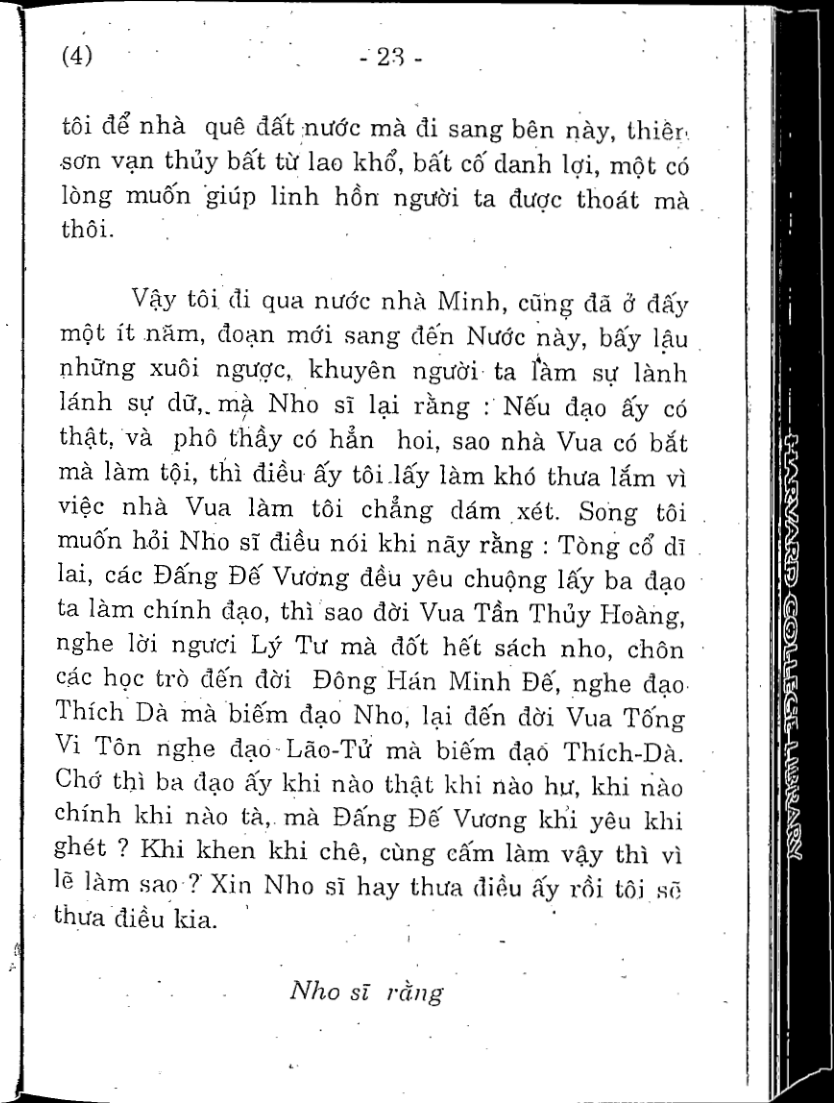 (4)
- 23 -
tôi để nhà quê đất nước mà đi sang bên này, thiên
sơn vạn thủy bất từ lao khổ, bất cố danh lợi, một có
lòng muốn giúp linh hồn người ta được thoát mà
thôi.
Vậy tôi đi qua nước nhà Minh, cũng đã ở đấy
một ít năm, đoạn mới sang đến Nước này, bấy lậu
những xuôi ngược, khuyên người ta làm sự lành
lánh sự dữ, mà Nho sĩ lại rằng : Nếu đạo ấy có
thật, và phô thầy có hẳn hoi, sao nhà Vua có bắt
mà làm tội, thì điều ấy tôi lấy làm khó thưa lắm vì
việc nhà Vua làm tôi chẳng dám xét. Song tôi
muốn hỏi Nho sĩ điều nói khi nãy rằng : Tòng cổ dĩ
lai, các Đấng Đế Vương đều yêu chuộng lấy ba đạo
ta làm chính đạo, thì sao đời Vua Tần Thủy Hoàng,
nghe lời ngươi Lý Tư mà đốt hết sách nho, chôn
các học trò đến đời Đông Hán Minh Đế, nghe đạo
Thích Dà mà biếm đạo Nho, lại đến đời Vua Tống
Vi Tôn nghe đạo Lão-Tử mà biếm đạo Thích-Dà.
Chớ thì ba đạo ấy khi nào thật khi nào hư, khi nào
chính khi nào tà, mà Đấng Đế Vương khi yêu khi
ghét ? Khi khen khi chê, cùng cấm làm vậy thì vì
lẽ làm sao ? Xin Nho sĩ hay thưa điều ấy rồi tôi sẽ
thưa điều kia.
Nho sĩ rằng
HARVARD COLLEGE LIBRARY